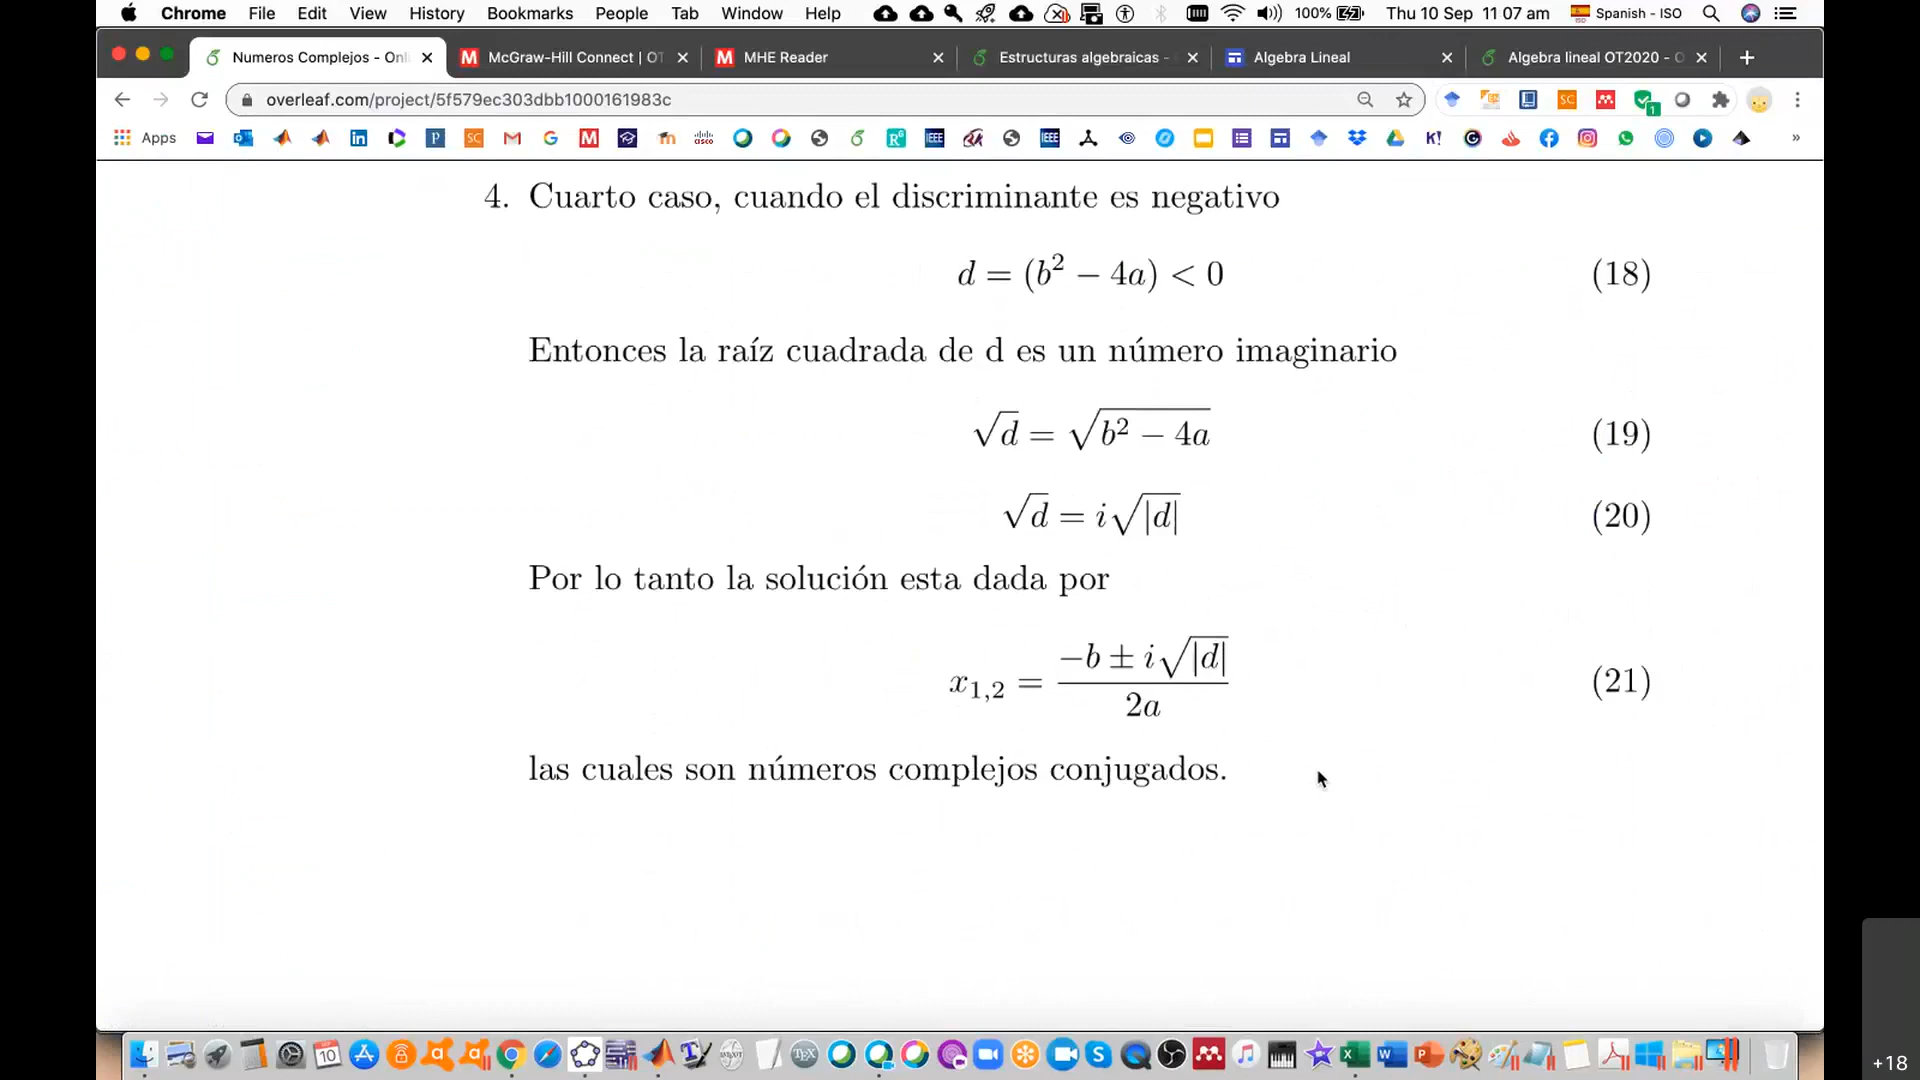 Chrome File Edit View History Bookmarks People Tab Window Help 100% Thu 10 Sep 11 07 am Spanish - ISO
Numeros Complejos - Onli McGraw-Hill Connect | OT MHE Reader Estructuras algebraicas - Algebra Lineal Algebra lineal OT2020 - O
overleaf.com/project/5f579ec303dbb1000161983c
Apps
4. Cuarto caso, cuando el discriminante es negativo
d = (b² − 4a) < 0 (18)
Entonces la raíz cuadrada de d es un número imaginario
√d = √(b² − 4a) (19)
√d = i√|d| (20)
Por lo tanto la solución esta dada por
x₁,₂ = (−b ± i√|d|) / 2a (21)
las cuales son números complejos conjugados.
+18